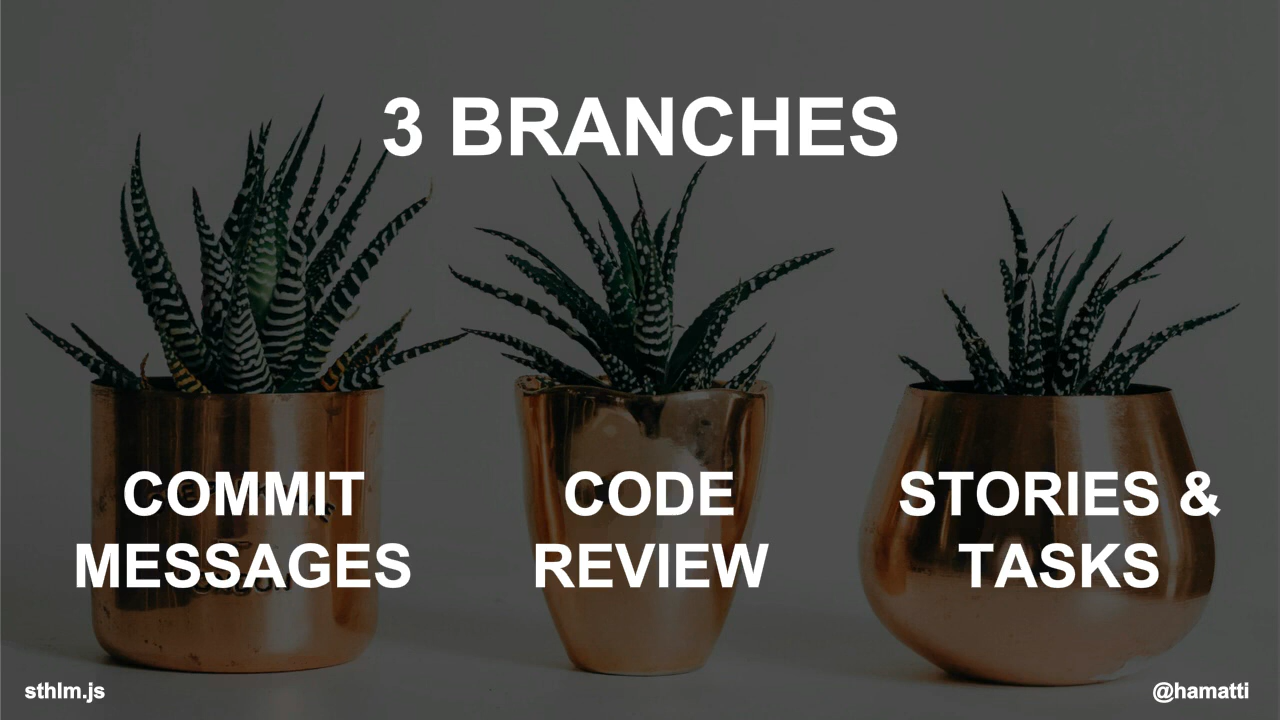 3 BRANCHES
COMMIT
MESSAGES
CODE
REVIEW
STORIES &
TASKS
sthlm.js
@hamatti